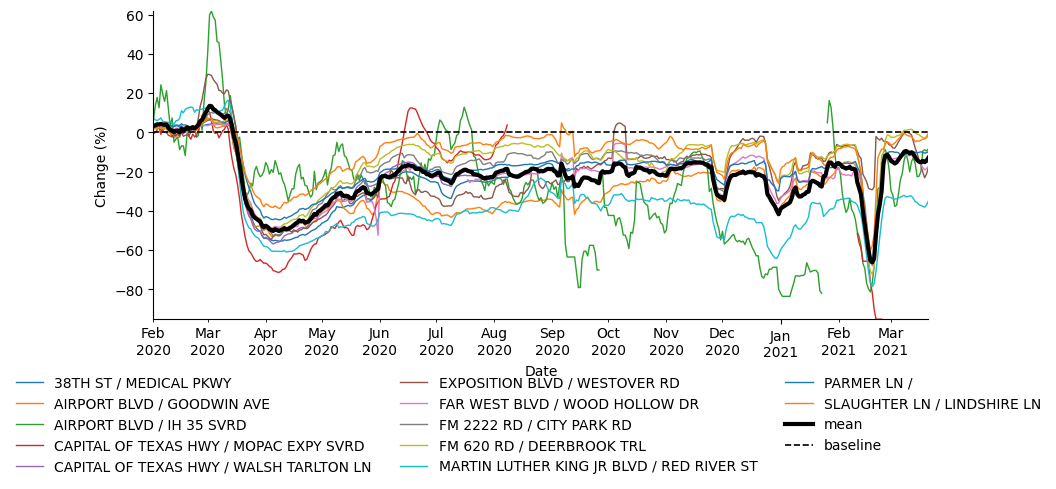 60
40
20
0
−20
−40
−60
−80
Change (%)
Feb Mar Apr May Jun Jul Aug Sep Oct Nov Dec Jan Feb Mar
2020 2020 2020 2020 2020 2020 2020 2020 2020 2020 2020 2021 2021 2021
Date
38TH ST / MEDICAL PKWY
AIRPORT BLVD / GOODWIN AVE
AIRPORT BLVD / IH 35 SVRD
CAPITAL OF TEXAS HWY / MOPAC EXPY SVRD
CAPITAL OF TEXAS HWY / WALSH TARLTON LN
EXPOSITION BLVD / WESTOVER RD
FAR WEST BLVD / WOOD HOLLOW DR
FM 2222 RD / CITY PARK RD
FM 620 RD / DEERBROOK TRL
MARTIN LUTHER KING JR BLVD / RED RIVER ST
PARMER LN /
SLAUGHTER LN / LINDSHIRE LN
mean
baseline